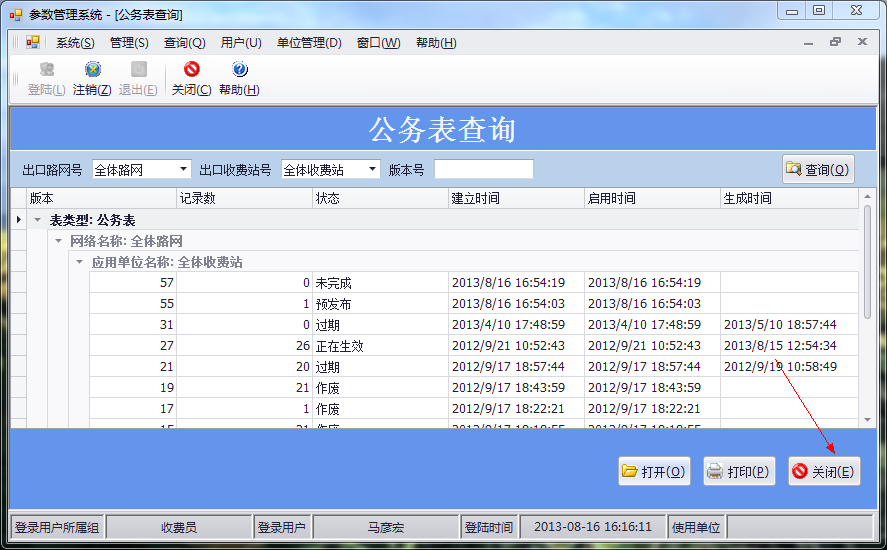 参数管理系统 - [公务表查询]
系统(S) 管理(S) 查询(Q) 用户(U) 单位管理(D) 窗口(W) 帮助(H)
登陆(L) 注销(Z) 退出(E) 关闭(C) 帮助(H)
公务表查询
出口路网号 全体路网 出口收费站号 全体收费站 版本号 查询(Q)
版本 记录数 状态 建立时间 启用时间 生成时间
表类型: 公务表
网络名称: 全体路网
应用单位名称: 全体收费站
57 0 未完成 2013/8/16 16:54:19 2013/8/16 16:54:19
55 1 预发布 2013/8/16 16:54:03 2013/8/16 16:54:03
31 0 过期 2013/4/10 17:48:59 2013/4/10 17:48:59 2013/5/10 18:57:44
27 26 正在生效 2012/9/21 10:52:43 2012/9/21 10:52:43 2013/8/15 12:54:34
21 20 过期 2012/9/17 18:57:44 2012/9/17 18:57:44 2012/9/19 10:58:49
19 21 作废 2012/9/17 18:43:59 2012/9/17 18:43:59
17 1 作废 2012/9/17 18:22:21 2012/9/17 18:22:21
打开(O) 打印(P) 关闭(E)
登录用户所属组 收费员 登录用户 马彦宏 登陆时间 2013-08-16 16:16:11 使用单位